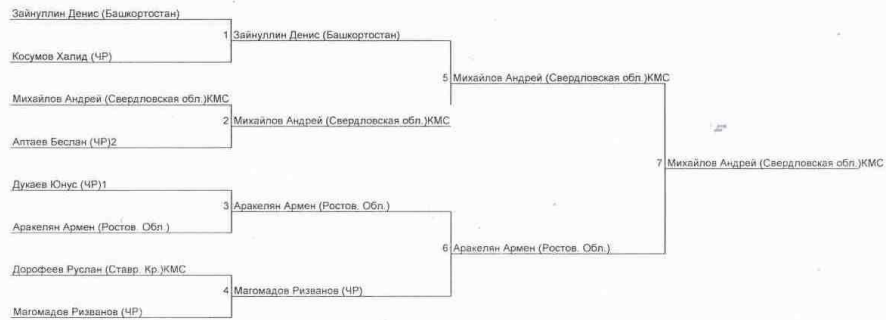 Зайнуллин Денис (Башкортостан)
1 Зайнуллин Денис (Башкортостан)
Косумов Халид (ЧР)
5 Михайлов Андрей (Свердловская обл.)КМС
Михайлов Андрей (Свердловская обл.)КМС
2 Михайлов Андрей (Свердловская обл.)КМС
Алтаев Беслан (ЧР)2
7 Михайлов Андрей (Свердловская обл.)КМС
Дукаев Юнус (ЧР)1
3 Аракелян Армен (Ростов. Обл.)
Аракелян Армен (Ростов. Обл.)
6 Аракелян Армен (Ростов. Обл.)
Дорофеев Руслан (Ставр. Кр.)КМС
4 Магомадов Ризванов (ЧР)
Магомадов Ризванов (ЧР)